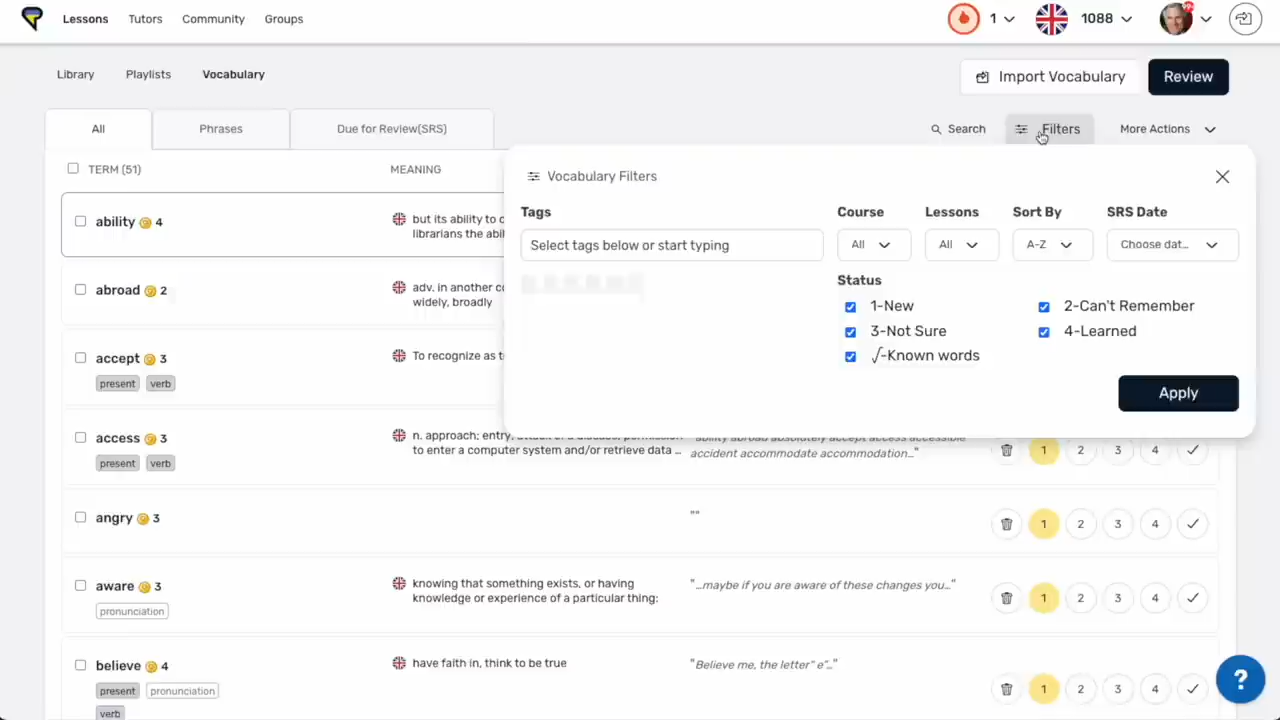 Lessons Tutors Community Groups 1 1088
Library Playlists Vocabulary Import Vocabulary Review
All Phrases Due for Review(SRS) Search Filters More Actions
TERM (51) MEANING
Vocabulary Filters
Tags Course Lessons Sort By SRS Date
Select tags below or start typing All All A-Z Choose dat...
Status
1-New 2-Can't Remember
3-Not Sure 4-Learned
√-Known words
Apply
ability 4 but its ability to
librarians the
abroad 2 adv. in another
widely, broadly
accept 3 To recognize as
present verb
access 3 n. approach; entry;
to enter a computer system and/or retrieve data …
present verb
"ability abroad absolutely accept access accessible
accident accommodate accommodation..."
1 2 3 4
angry 3 "" 1 2 3 4
aware 3 knowing that something exists, or having
knowledge or experience of a particular thing:
pronunciation
"...maybe if you are aware of these changes you..."
1 2 3 4
believe 4 have faith in, think to be true "Believe me, the letter" e"..."
present pronunciation
verb
1 2 3 4
?